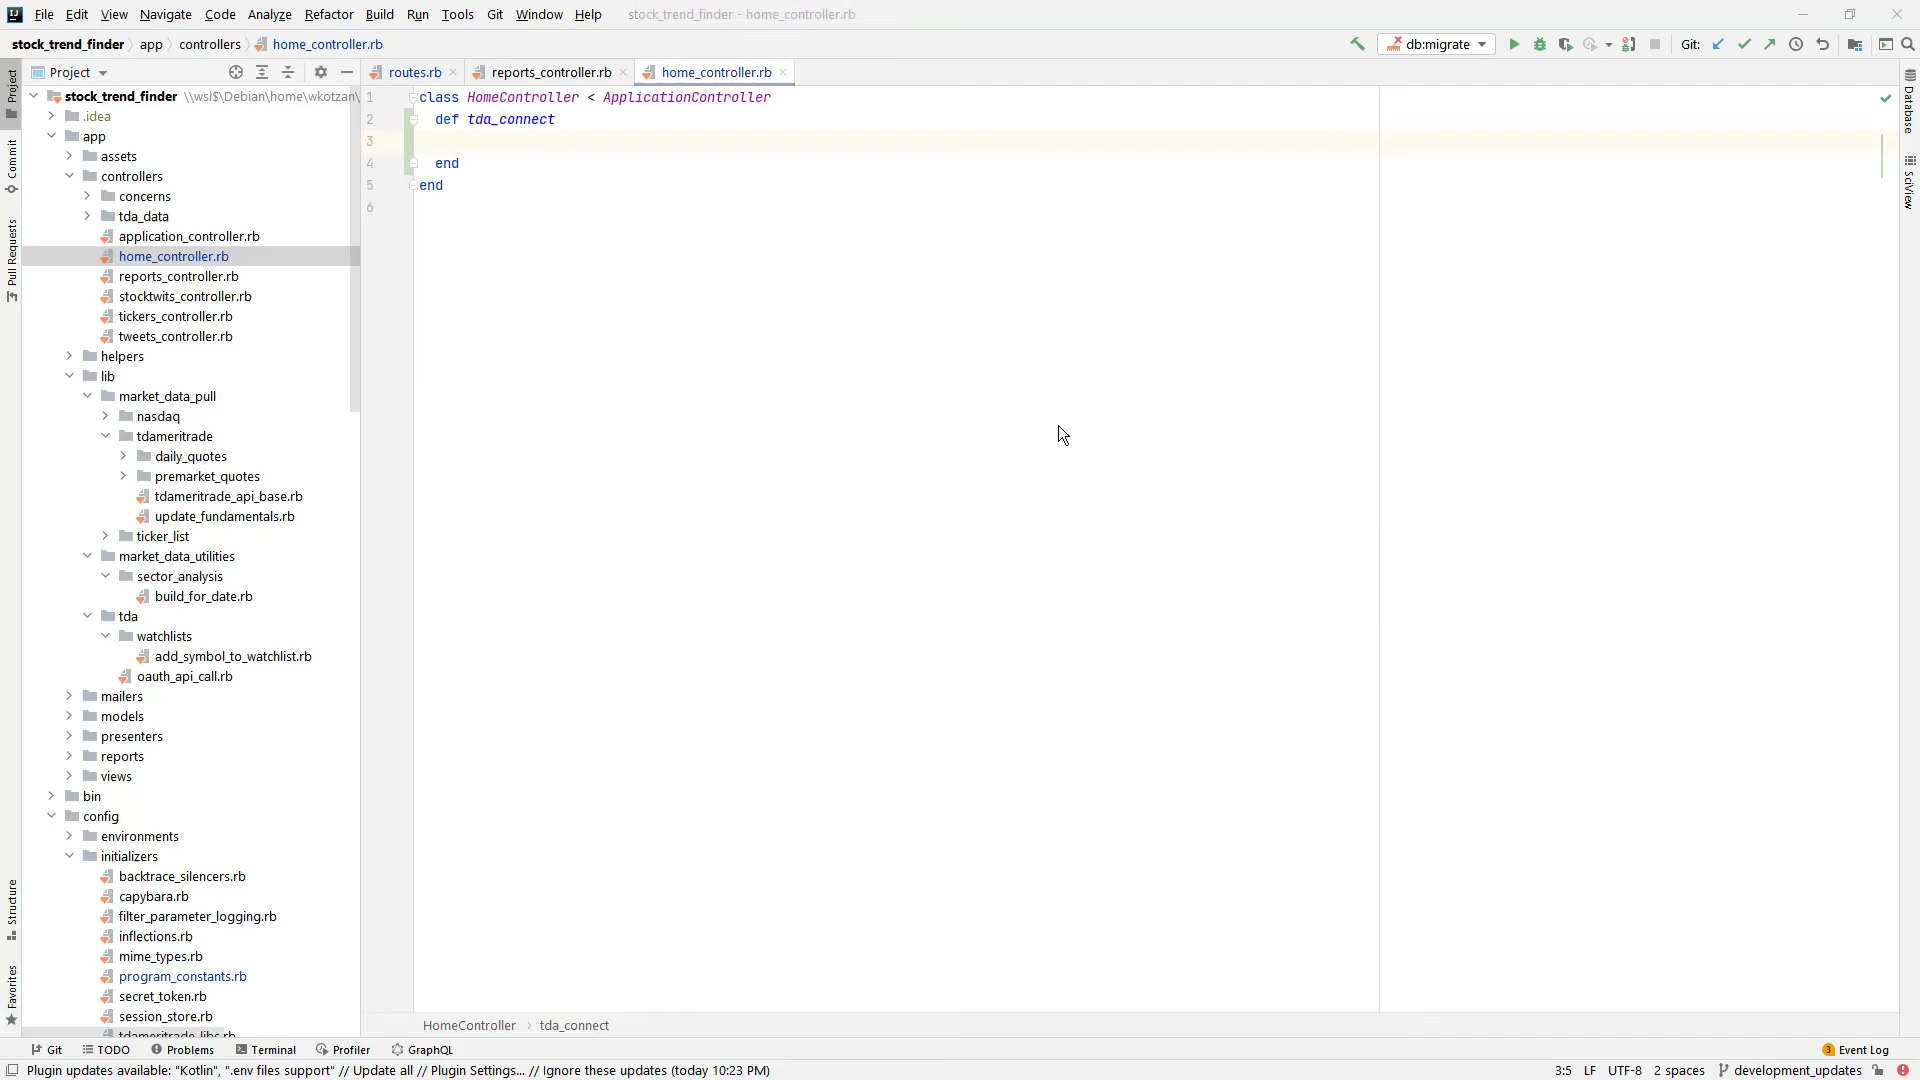 File Edit View Navigate Code Analyze Refactor Build Run Tools Git Window Help stock_trend_finder - home_controller.rb
stock_trend_finder app controllers home_controller.rb db:migrate Git:
Project routes.rb reports_controller.rb home_controller.rb
stock_trend_finder \\wsl$\Debian\home\wkotzan\
.idea
app
assets
controllers
concerns
tda_data
application_controller.rb
home_controller.rb
reports_controller.rb
stocktwits_controller.rb
tickers_controller.rb
tweets_controller.rb
helpers
lib
market_data_pull
nasdaq
tdameritrade
daily_quotes
premarket_quotes
tdameritrade_api_base.rb
update_fundamentals.rb
ticker_list
market_data_utilities
sector_analysis
build_for_date.rb
tda
watchlists
add_symbol_to_watchlist.rb
oauth_api_call.rb
mailers
models
presenters
reports
views
bin
config
environments
initializers
backtrace_silencers.rb
capybara.rb
filter_parameter_logging.rb
inflections.rb
mime_types.rb
program_constants.rb
secret_token.rb
session_store.rb
tdameritrade_libs.rb
1 class HomeController < ApplicationController
2 def tda_connect
3
4 end
5 end
6
HomeController tda_connect
Project
Commit
Pull Requests
Structure
Favorites
Database
SciView
Git TODO Problems Terminal Profiler GraphQL 3 Event Log
Plugin updates available: "Kotlin", ".env files support" // Update all // Plugin Settings... // Ignore these updates (today 10:23 PM) 3:5 LF UTF-8 2 spaces development_updates